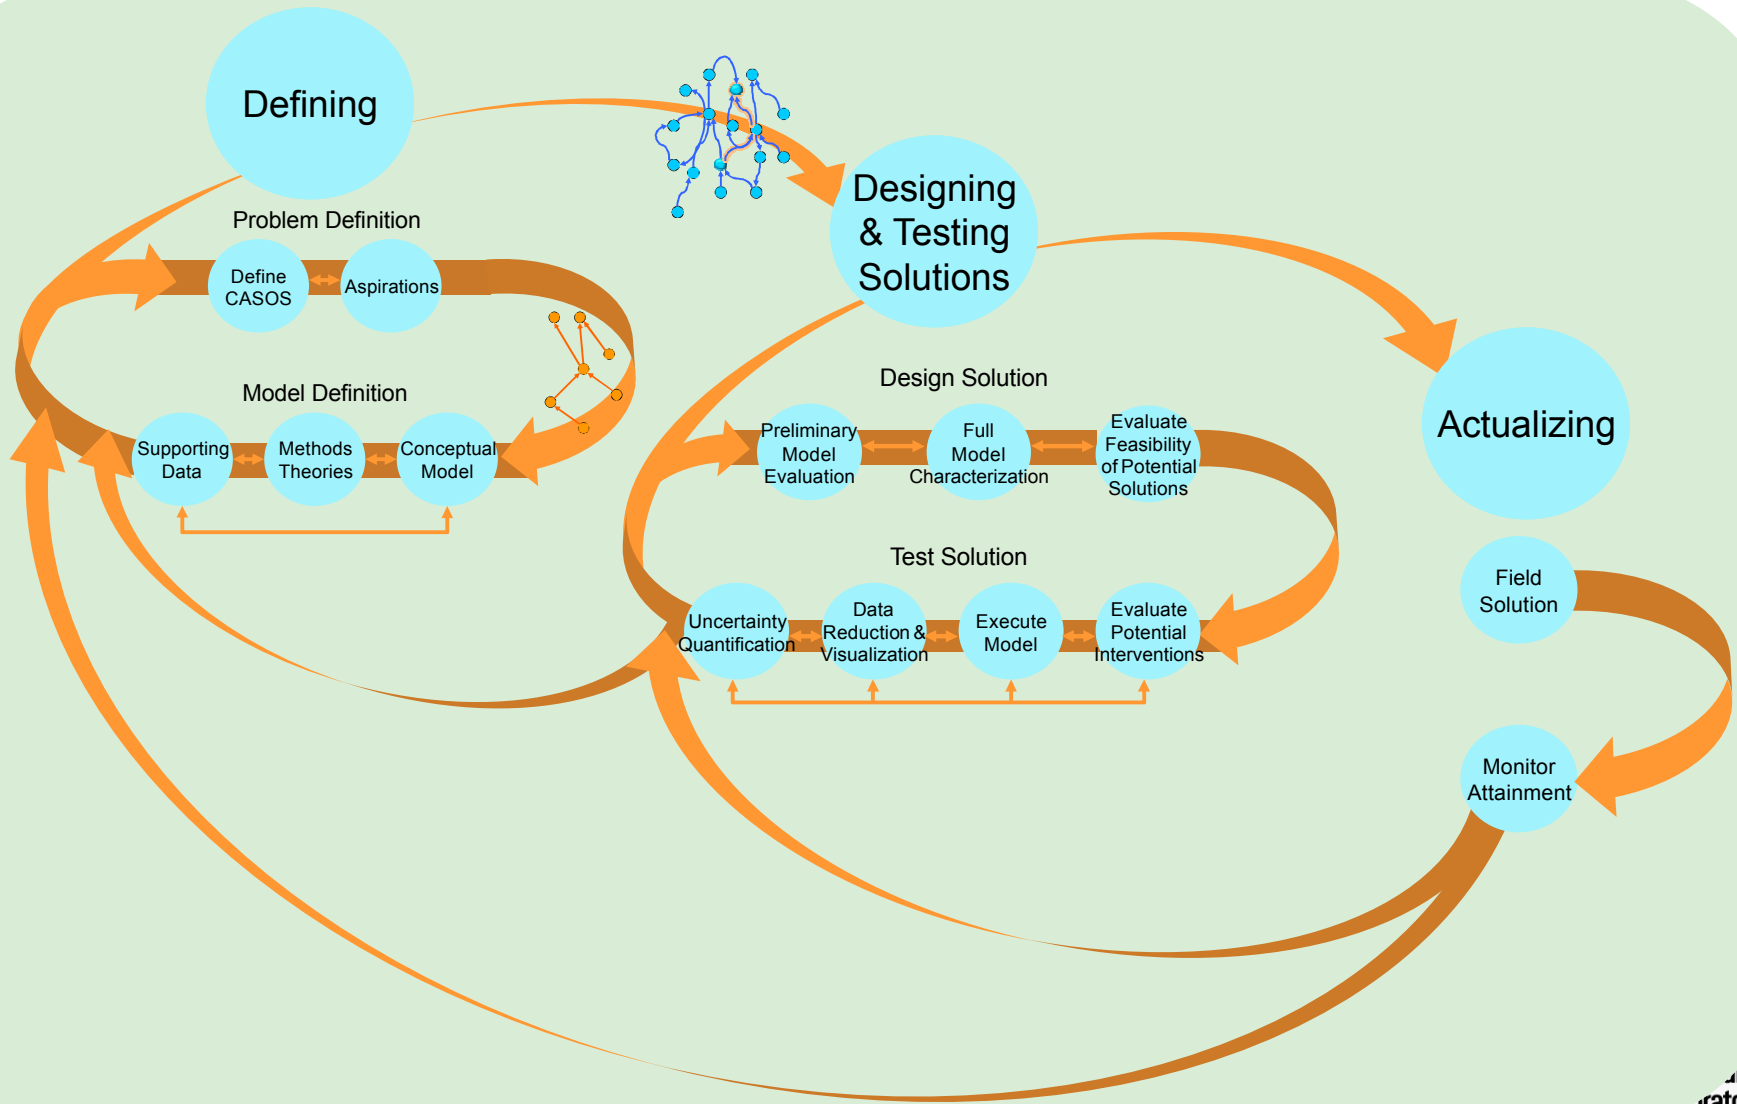 Defining
Problem Definition
Define
CASOS
Aspirations
Model Definition
Supporting
Data
Methods
Theories
Conceptual
Model
Designing
& Testing
Solutions
Design Solution
Preliminary
Model
Evaluation
Full
Model
Characterization
Evaluate
Feasibility
of Potential
Solutions
Test Solution
Uncertainty
Quantification
Data
Reduction &
Visualization
Execute
Model
Evaluate
Potential
Interventions
Actualizing
Field
Solution
Monitor
Attainment